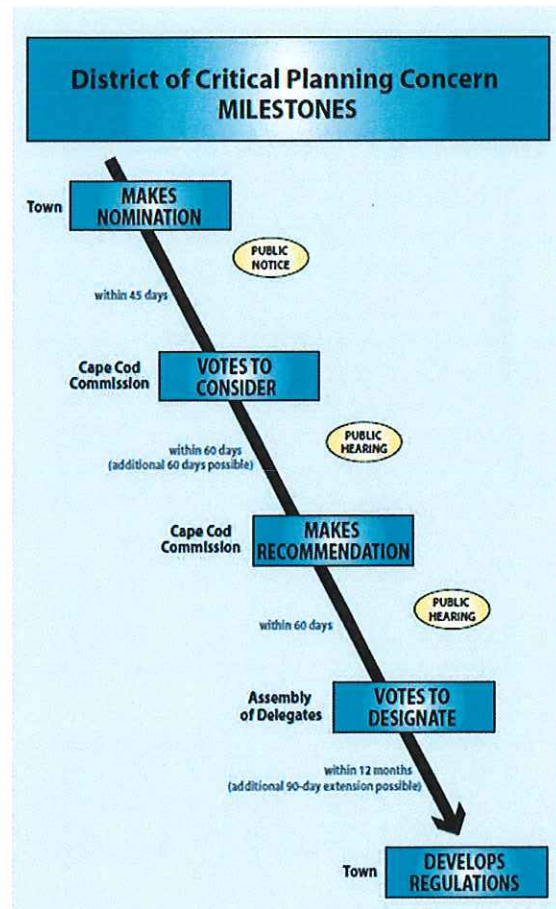 District of Critical Planning Concern
MILESTONES
Town
MAKES
NOMINATION
PUBLIC
NOTICE
within 45 days
Cape Cod
Commission
VOTES TO
CONSIDER
within 60 days
(additional 60 days possible)
PUBLIC
HEARING
Cape Cod
Commission
MAKES
RECOMMENDATION
within 60 days
PUBLIC
HEARING
Assembly
of Delegates
VOTES TO
DESIGNATE
within 12 months
(additional 90-day extension possible)
Town
DEVELOPS
REGULATIONS